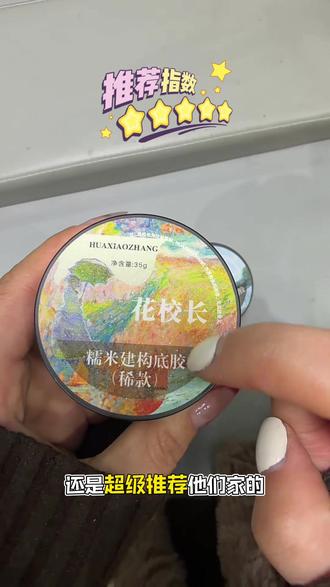 推荐指数
HUAXIAOZHANG
净含量:35g
花校长
糯米建构底胶
(稀款)
还是超级推荐他们家的